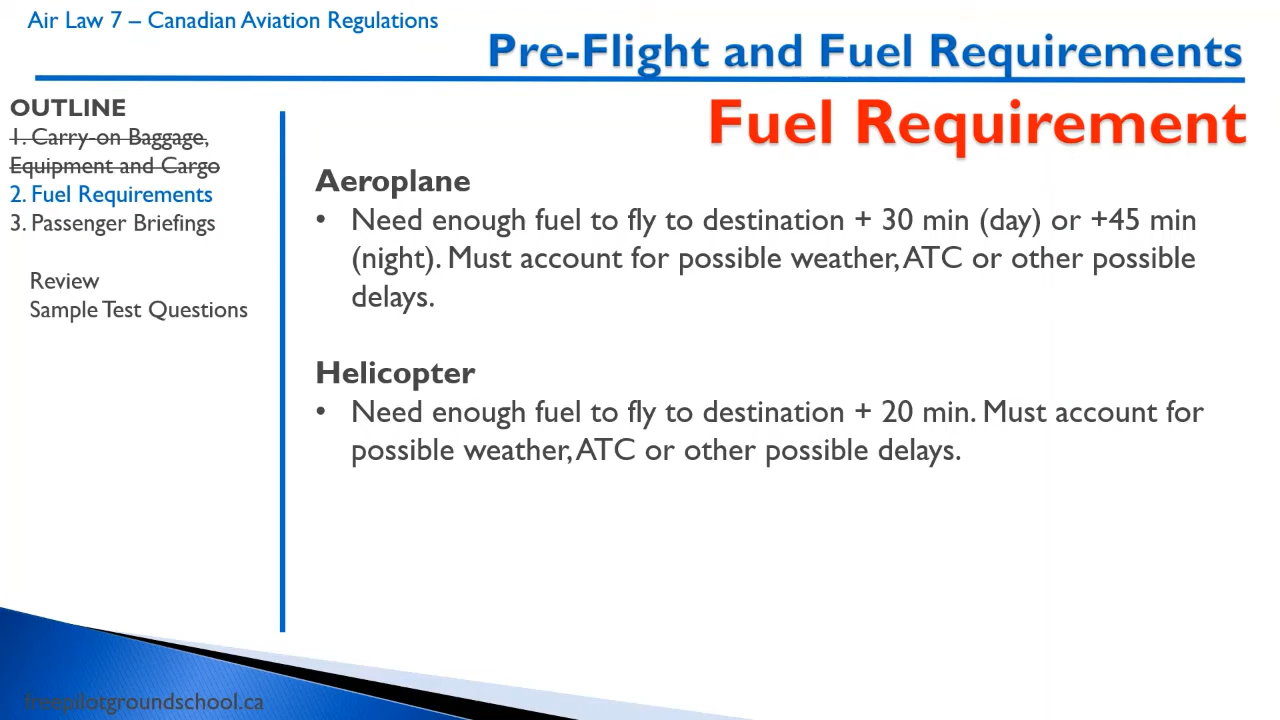 Air Law 7 – Canadian Aviation Regulations
Pre-Flight and Fuel Requirements
OUTLINE
1. Carry-on Baggage,
Equipment and Cargo
2. Fuel Requirements
3. Passenger Briefings
Review
Sample Test Questions
Fuel Requirement
Aeroplane
• Need enough fuel to fly to destination + 30 min (day) or +45 min
(night). Must account for possible weather, ATC or other possible
delays.
Helicopter
• Need enough fuel to fly to destination + 20 min. Must account for
possible weather, ATC or other possible delays.
freepilotgroundschool.ca